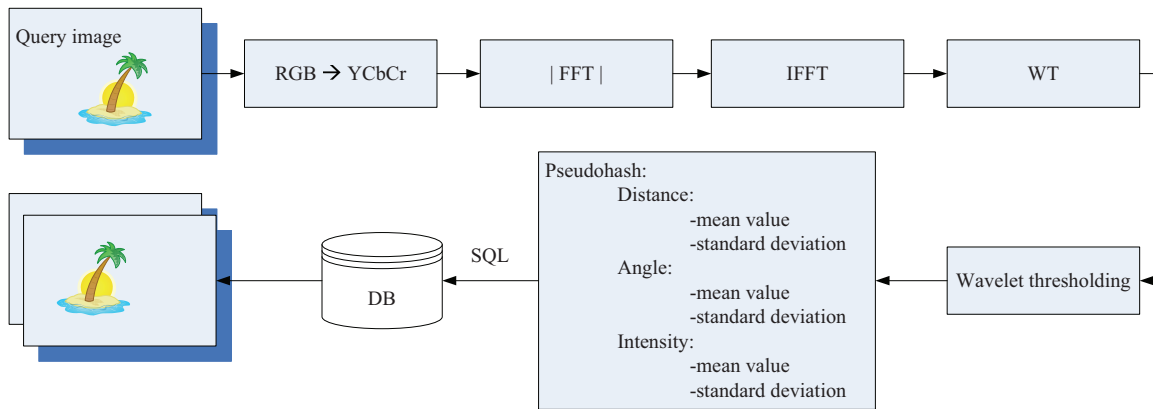 Query image
RGB → YCbCr
| FFT |
IFFT
WT
Pseudohash:
Distance:
-mean value
-standard deviation
Angle:
-mean value
-standard deviation
Intensity:
-mean value
-standard deviation
SQL
DB
Wavelet thresholding